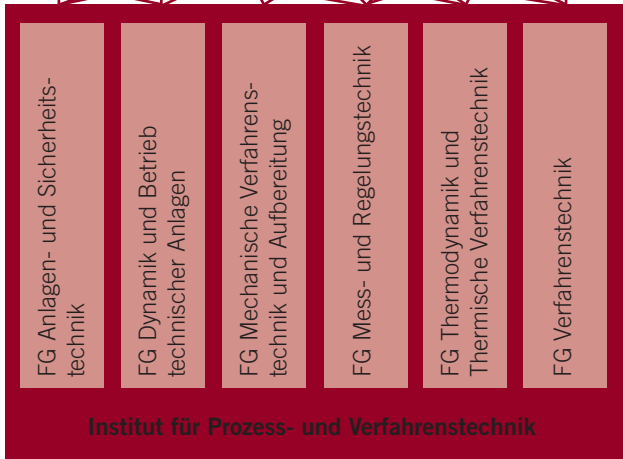 FG Anlagen- und Sicherheits-
technik
FG Dynamik und Betrieb
technischer Anlagen
FG Mechanische Verfahrens-
technik und Aufbereitung
FG Mess- und Regelungstechnik
FG Thermodynamik und
Thermische Verfahrenstechnik
FG Verfahrenstechnik
Institut für Prozess- und Verfahrenstechnik